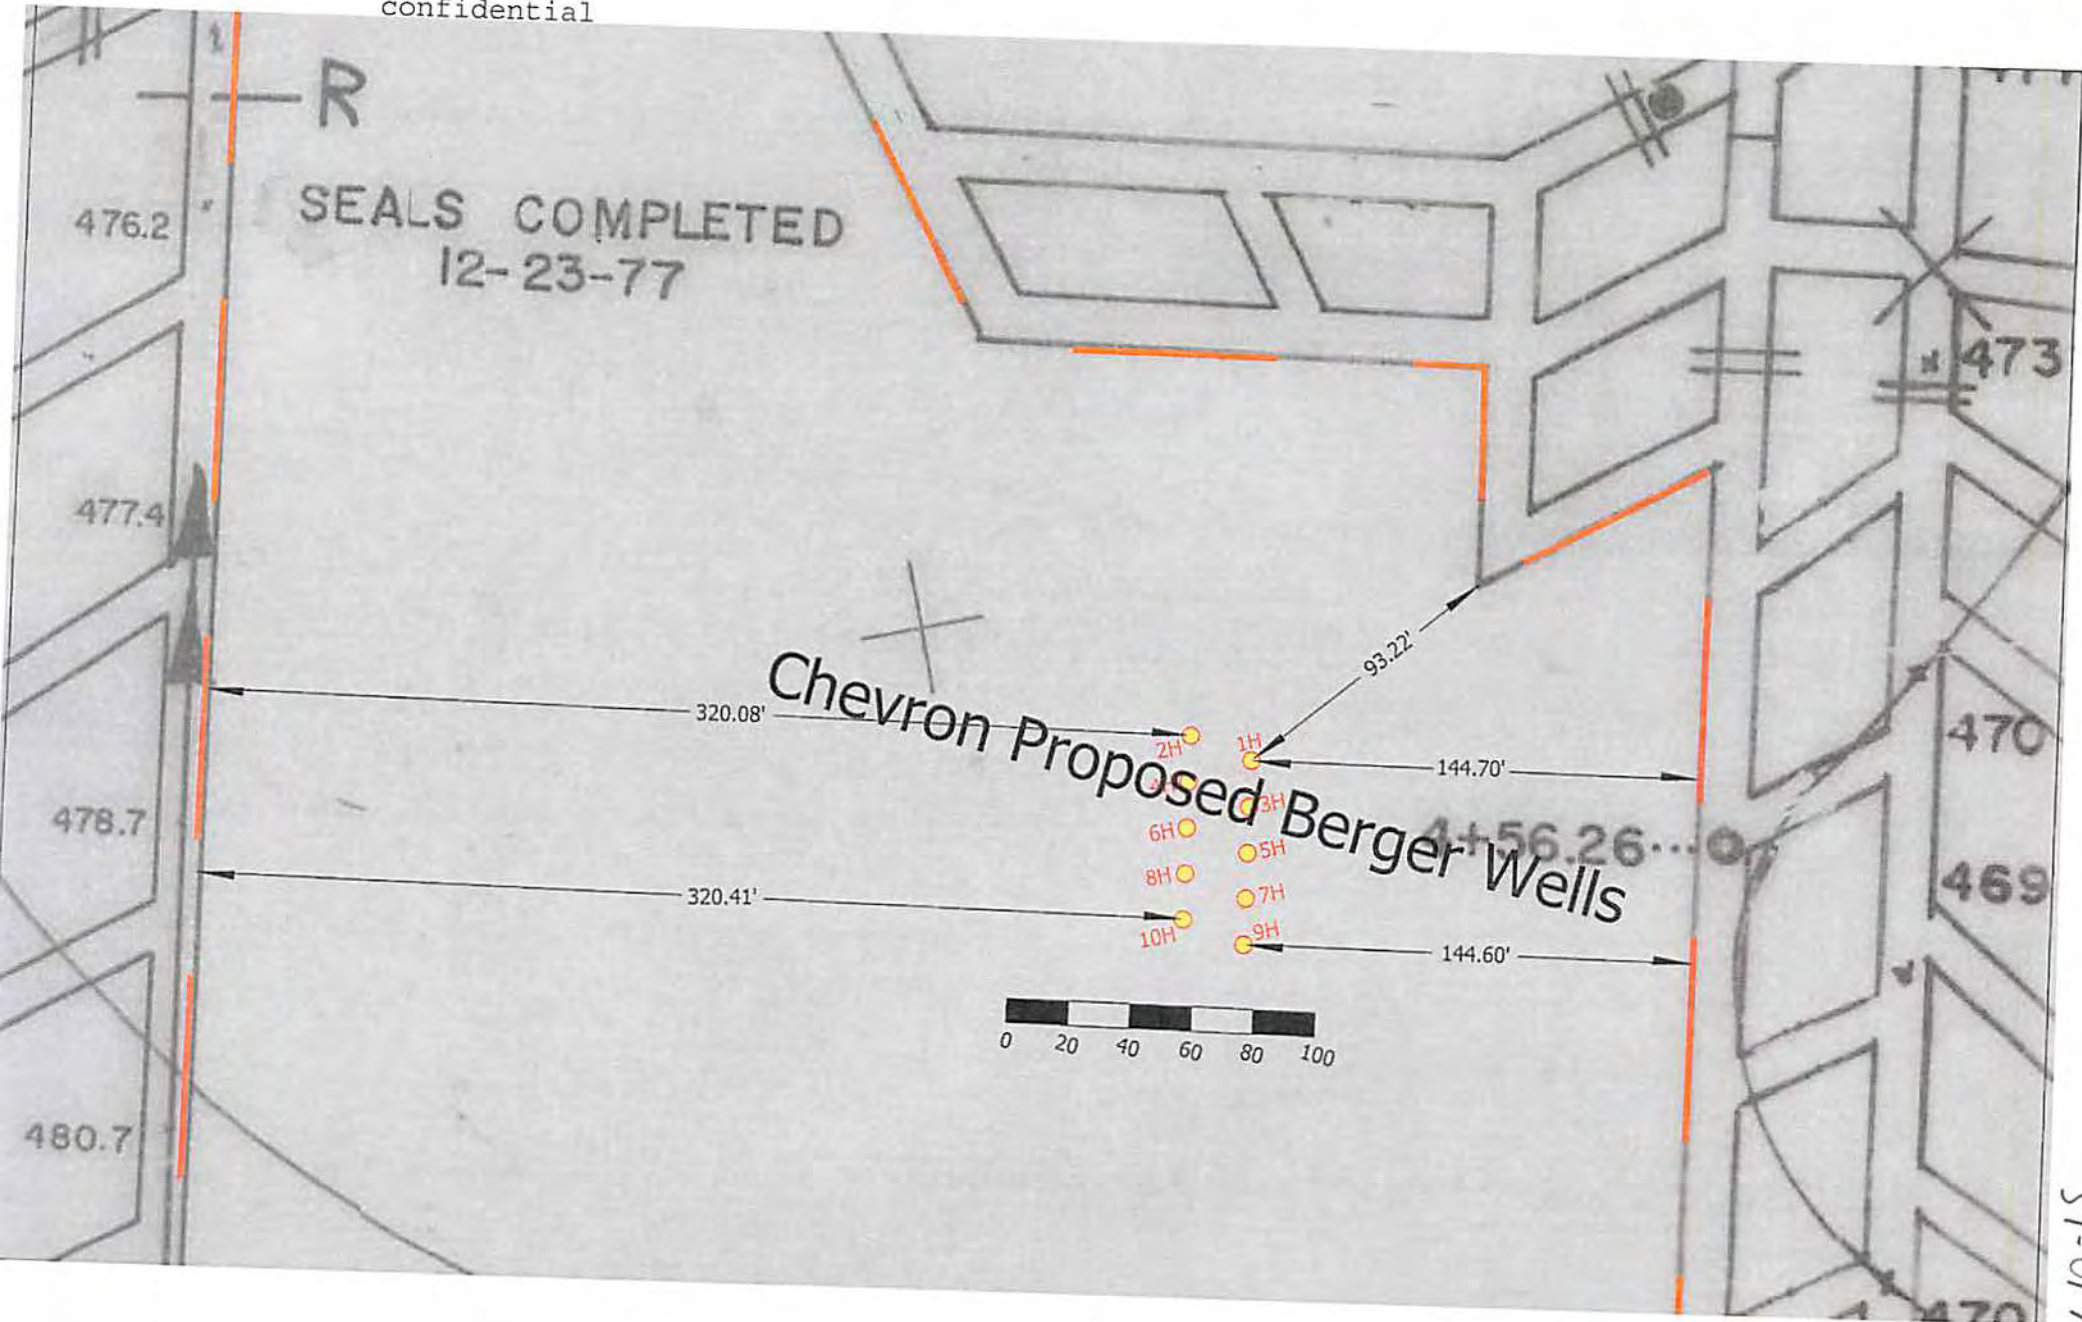 confidential
R
SEALS COMPLETED
12-23-77
476.2
473
477.4
93.22'
Chevron Proposed Berger Wells
320.08'
2H
1H
470
144.70'
3H
478.7
6H
4+56.26
5H
8H
7H
469
320.41'
10H
9H
144.60'
0 20 40 60 80 100
480.7
470